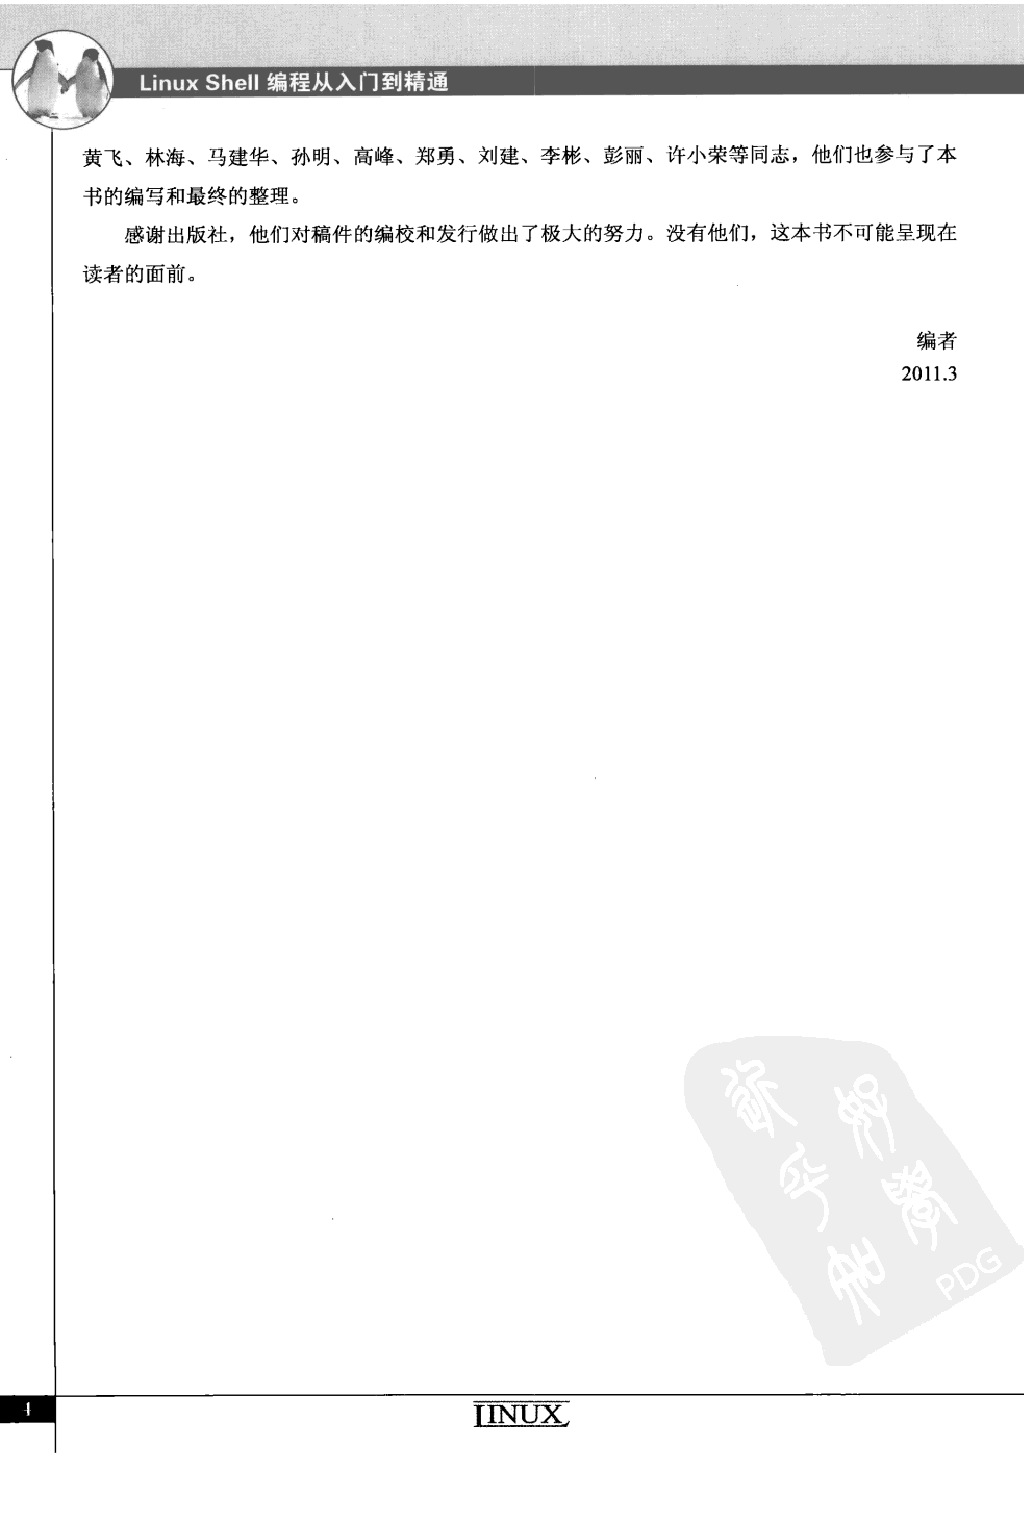 Linux Shell 编程从入门到精通
黄飞、林海、马建华、孙明、高峰、郑勇、刘建、李彬、彭丽、许小荣等同志，他们也参与了本
书的编写和最终的整理。
感谢出版社，他们对稿件的编校和发行做出了极大的努力。没有他们，这本书不可能呈现在
读者的面前。
编者
2011.3
PDG
4
LINUX